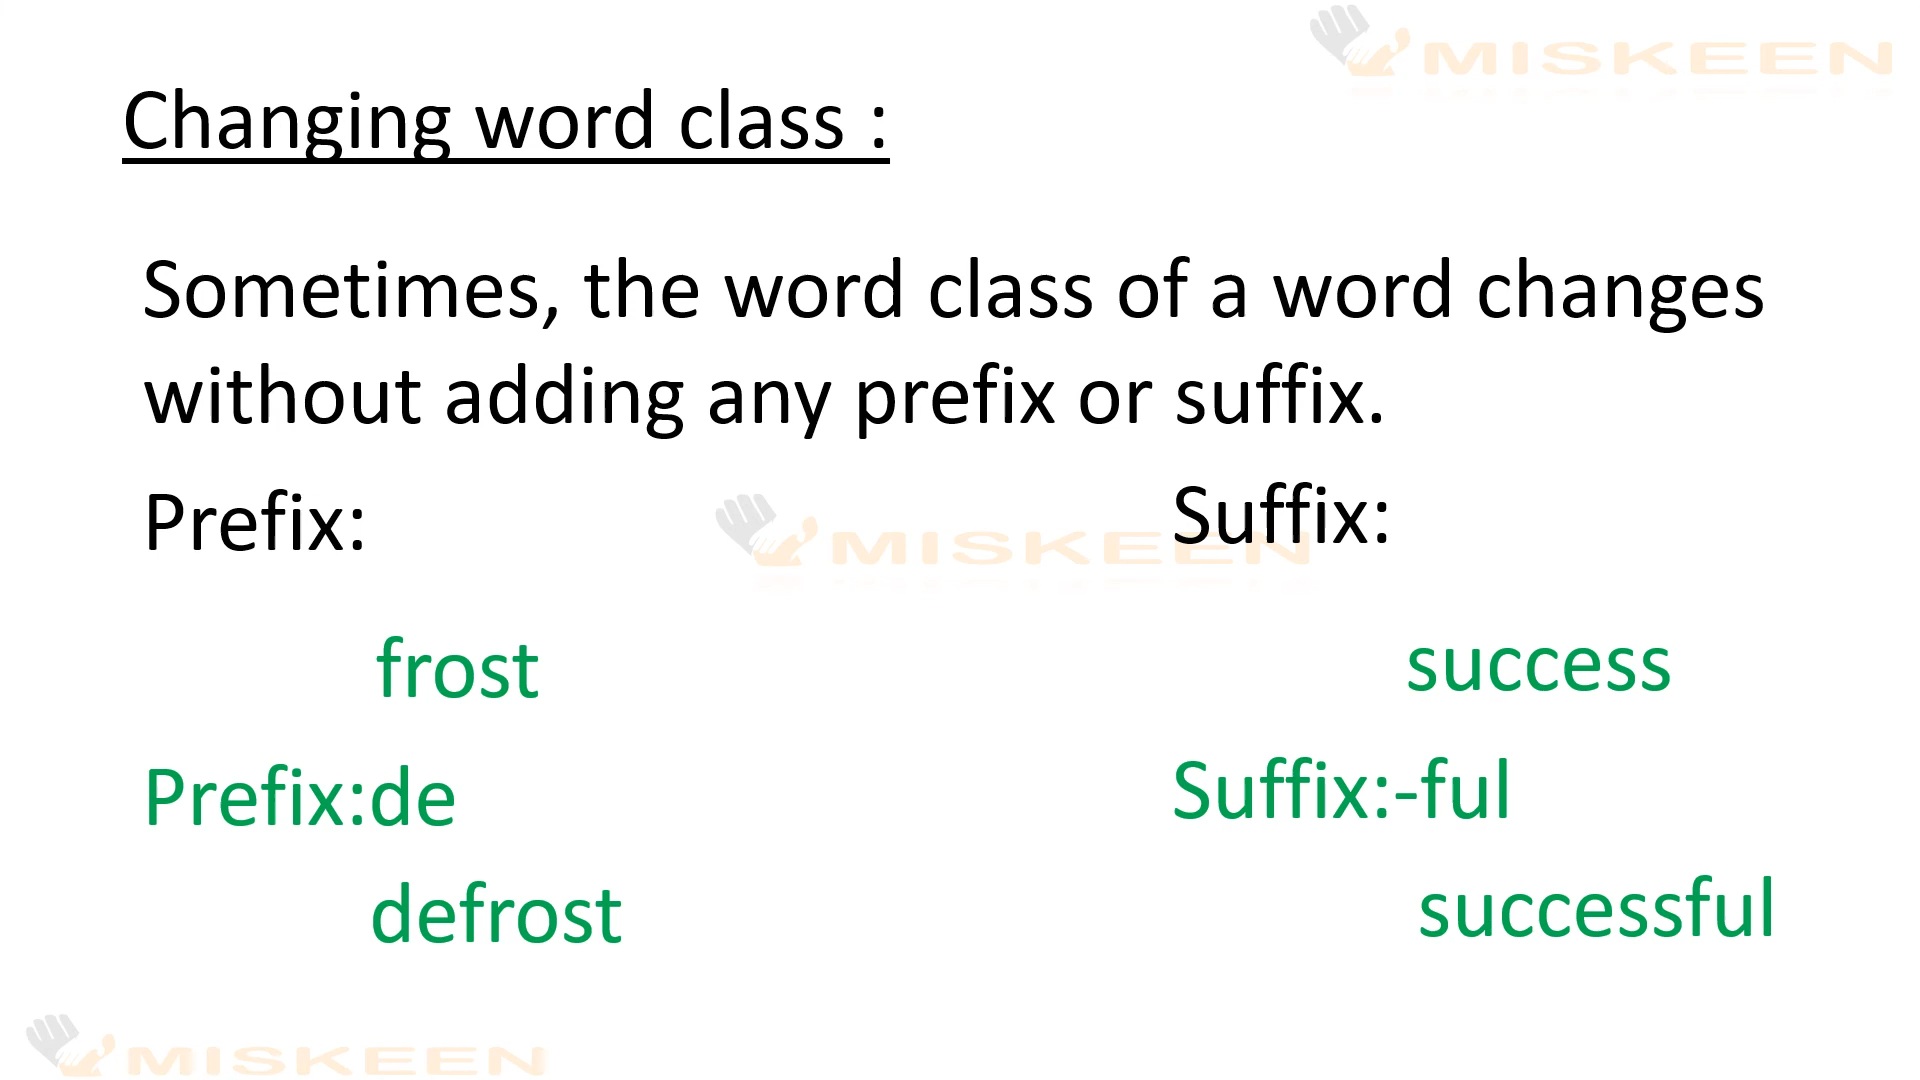 MISKEEN
Changing word class :
Sometimes, the word class of a word changes
without adding any prefix or suffix.
Prefix:
Suffix:
MISKEEN
frost
success
Prefix:de
Suffix:-ful
defrost
successful
MISKEEN